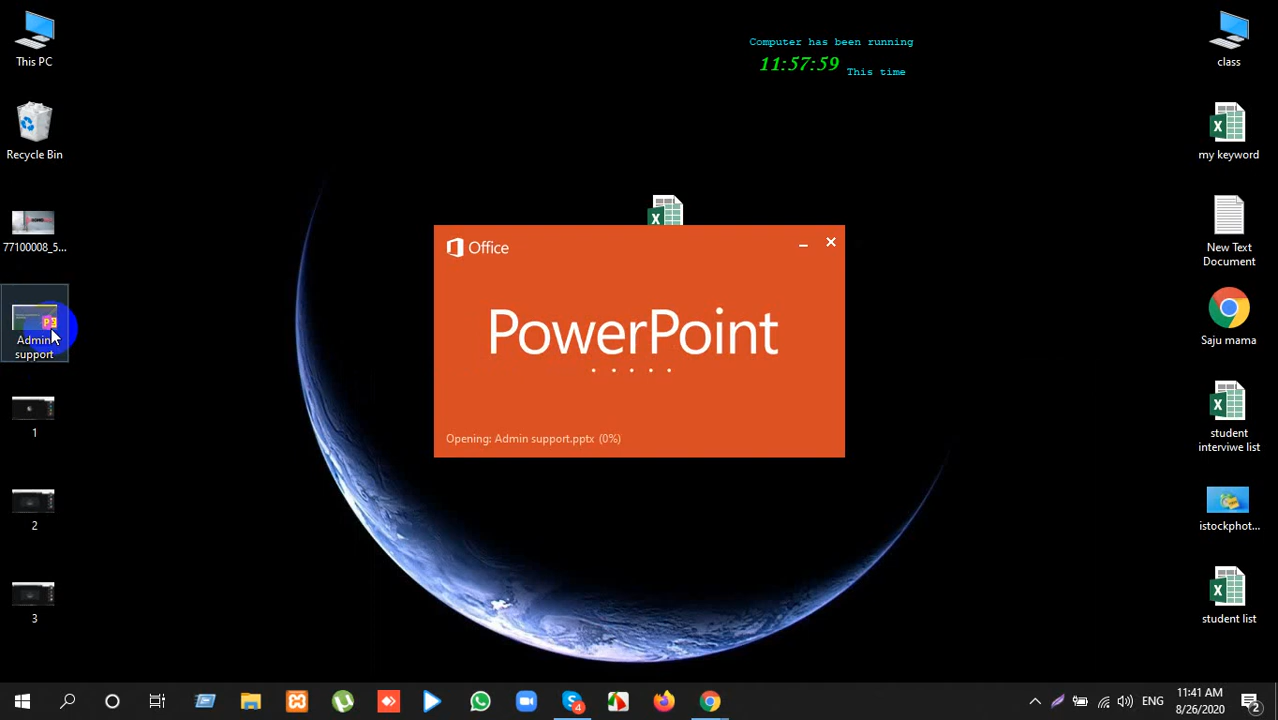 This PC
Recycle Bin
77100008_5...
Admin
support
1
2
3
Computer has been running
11:57:59 This time
Office
PowerPoint
Opening: Admin support.pptx (0%)
class
my keyword
New Text
Document
Saju mama
student
interviwe list
istockphot...
student list
4
ENG
11:41 AM
8/26/2020
2